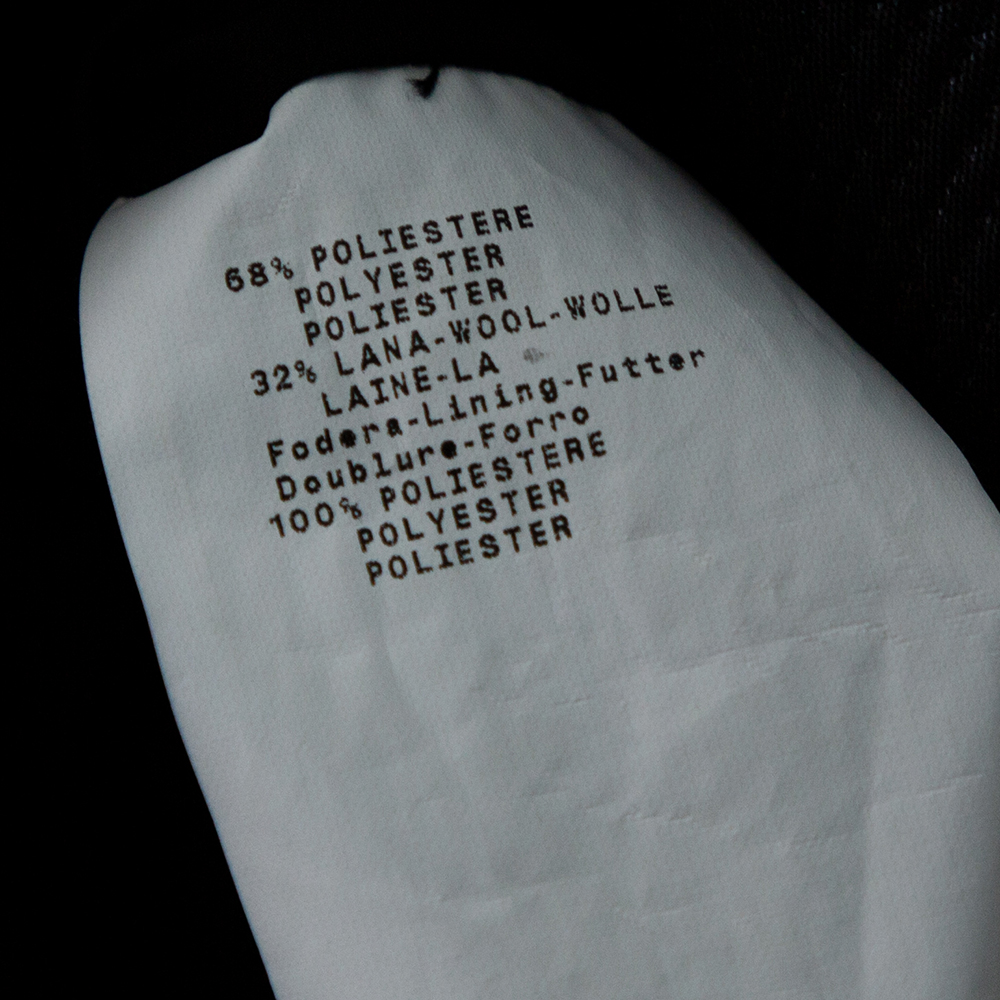 68% POLIESTERE
POLYESTER
POLIESTER
32% LANA-WOOL-WOLLE
LAINE-LA
Fodera-Lining-Futter
Doublure-Forro
100% POLIESTERE
POLYESTER
POLIESTER